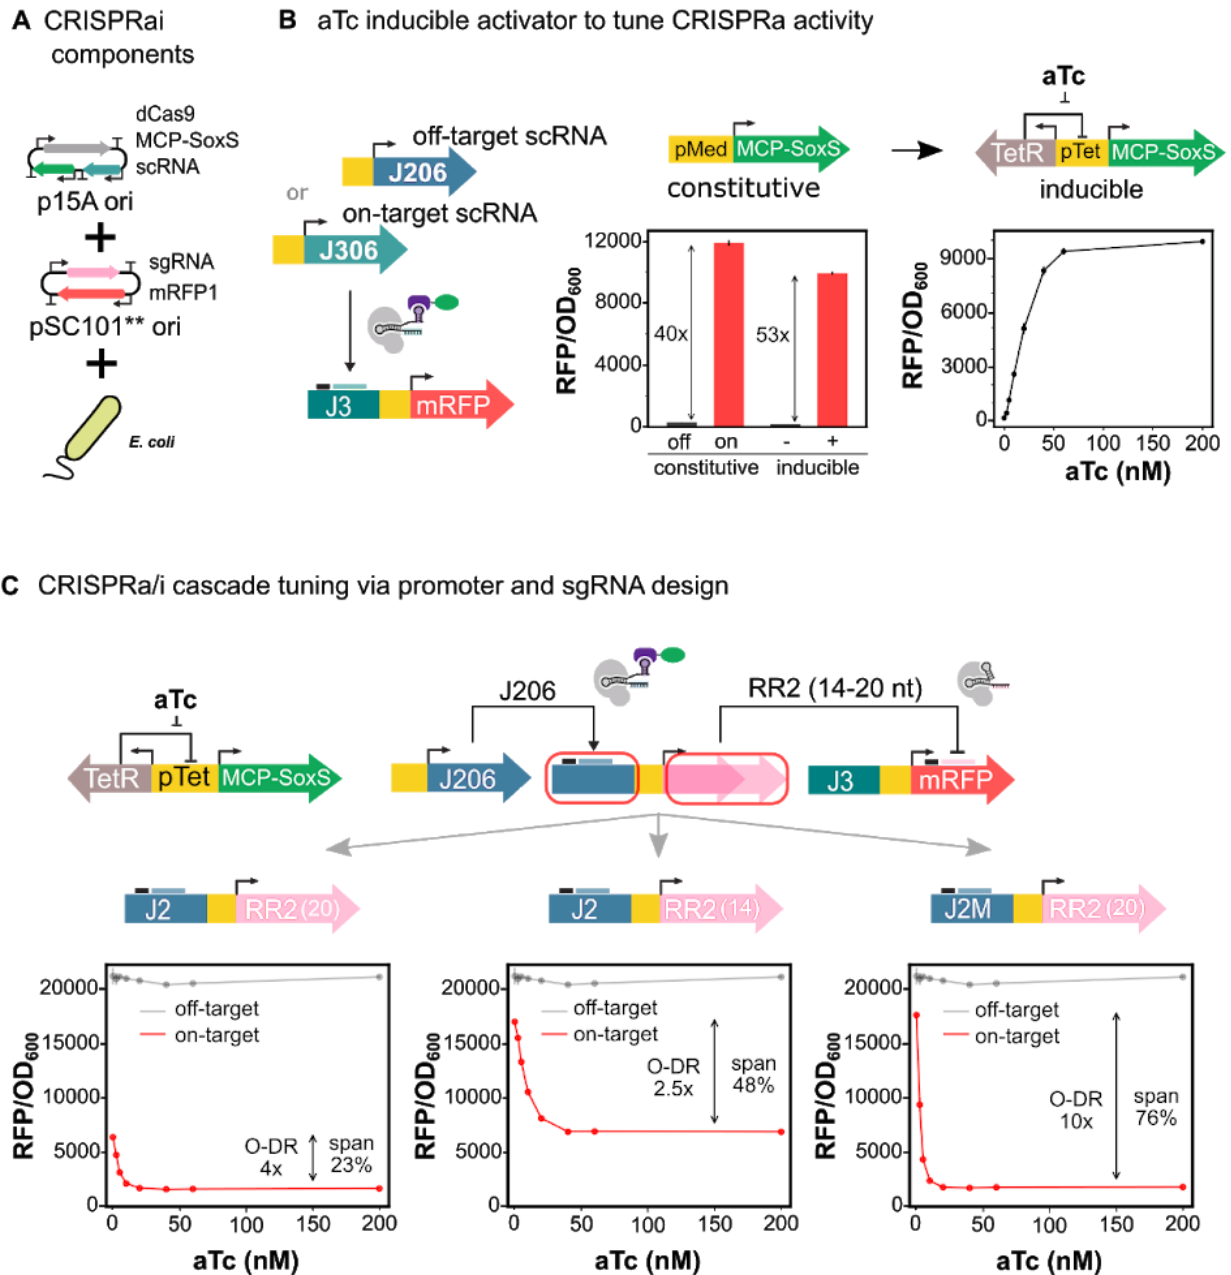 A CRISPRai
components
dCas9
MCP-SoxS
scRNA
p15A ori
+
sgRNA
mRFP1
pSC101** ori
+
E. coli
B aTc inducible activator to tune CRISPRa activity
off-target scRNA
J206
or
on-target scRNA
J306
J3 mRFP
pMed MCP-SoxS
constitutive
aTc
TetR pTet MCP-SoxS
inducible
RFP/OD600
12000
8000
4000
0
40x
53x
off on - +
constitutive inducible
RFP/OD600
9000
6000
3000
0
0 50 100 150 200
aTc (nM)
C CRISPRa/i cascade tuning via promoter and sgRNA design
aTc
TetR pTet MCP-SoxS
J206
J206
RR2 (14-20 nt)
J3 mRFP
J2 RR2 (20)
J2 RR2 (14)
J2M RR2 (20)
RFP/OD600
20000
15000
10000
5000
0
off-target
on-target
O-DR
4x
span
23%
0 50 100 150 200
aTc (nM)
RFP/OD600
20000
15000
10000
5000
0
off-target
on-target
O-DR
2.5x
span
48%
0 50 100 150 200
aTc (nM)
RFP/OD600
20000
15000
10000
5000
0
off-target
on-target
O-DR
10x
span
76%
0 50 100 150 200
aTc (nM)